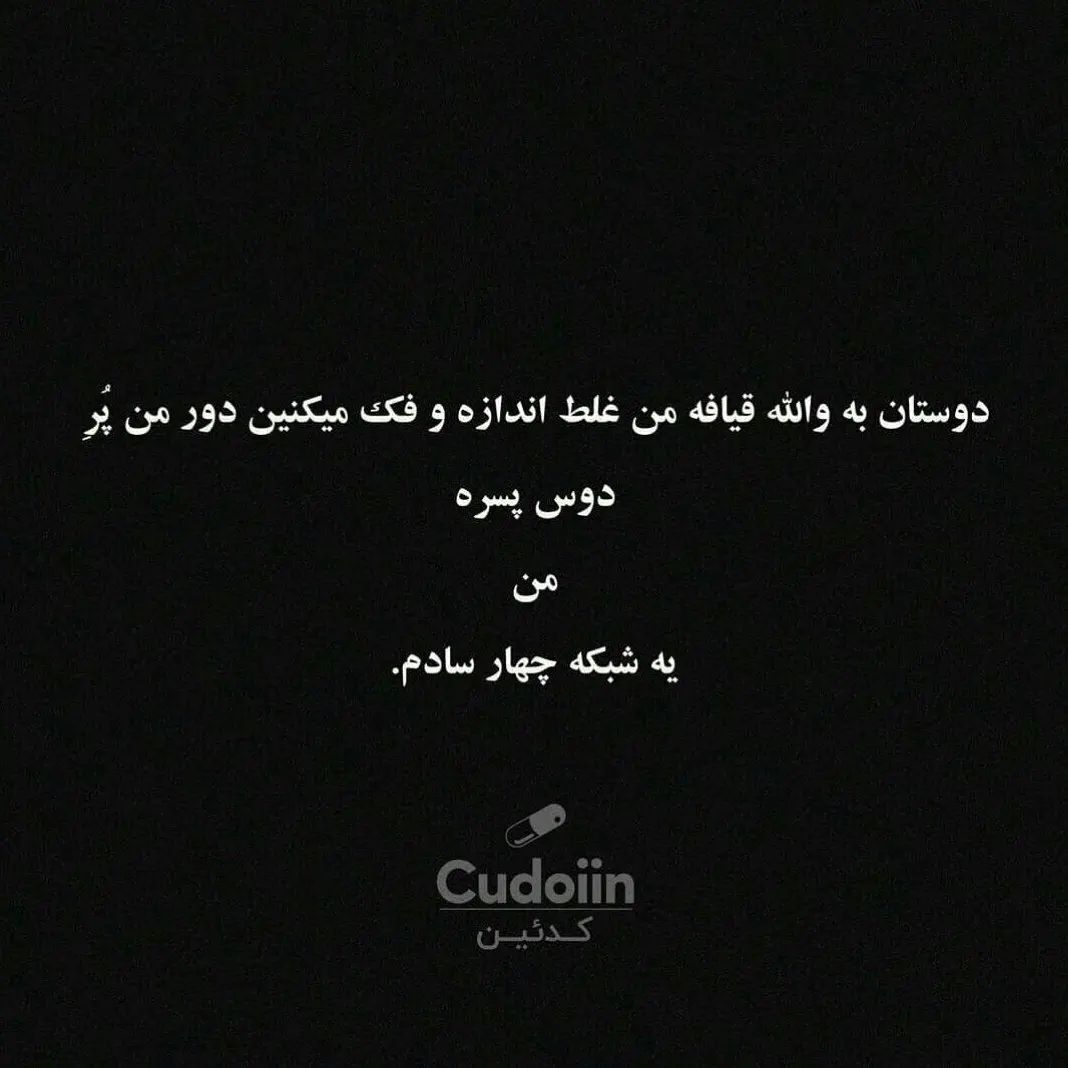 دوستان به والله قیافه من غلط اندازه و فک میکنین دور من پُرِ
دوس پسره
من
یه شبکه چهار سادم.
Cudoiin
کـدئیـن